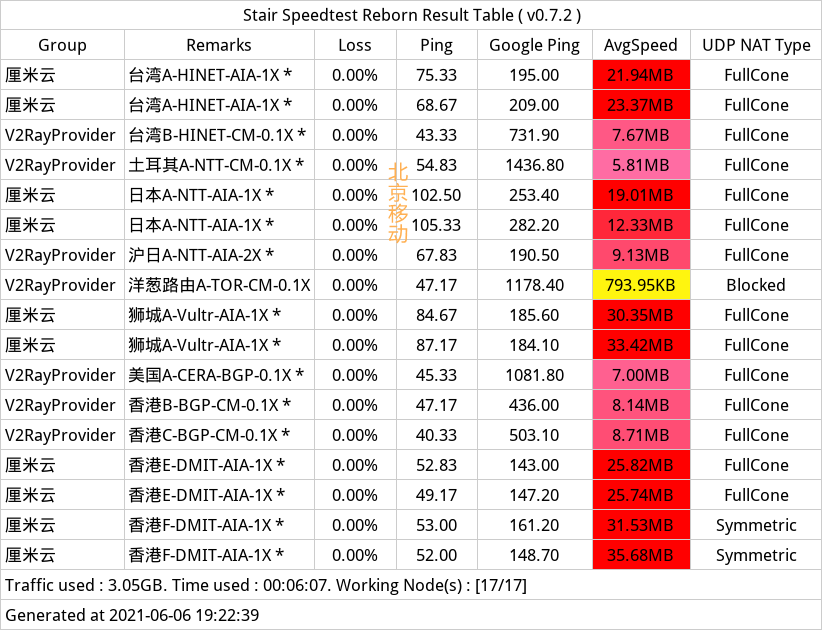 Stair Speedtest Reborn Result Table ( v0.7.2 )
Group Remarks Loss Ping Google Ping AvgSpeed UDP NAT Type
厘米云 台湾A-HINET-AIA-1X * 0.00% 75.33 195.00 21.94MB FullCone
厘米云 台湾A-HINET-AIA-1X * 0.00% 68.67 209.00 23.37MB FullCone
V2RayProvider 台湾B-HINET-CM-0.1X * 0.00% 43.33 731.90 7.67MB FullCone
V2RayProvider 土耳其A-NTT-CM-0.1X * 0.00% 54.83 1436.80 5.81MB FullCone
厘米云 日本A-NTT-AIA-1X * 0.00% 102.50 253.40 19.01MB FullCone
厘米云 日本A-NTT-AIA-1X * 0.00% 105.33 282.20 12.33MB FullCone
V2RayProvider 沪日A-NTT-AIA-2X * 0.00% 67.83 190.50 9.13MB FullCone
V2RayProvider 洋葱路由A-TOR-CM-0.1X 0.00% 47.17 1178.40 793.95KB Blocked
厘米云 狮城A-Vultr-AIA-1X * 0.00% 84.67 185.60 30.35MB FullCone
厘米云 狮城A-Vultr-AIA-1X * 0.00% 87.17 184.10 33.42MB FullCone
V2RayProvider 美国A-CERA-BGP-0.1X * 0.00% 45.33 1081.80 7.00MB FullCone
V2RayProvider 香港B-BGP-CM-0.1X * 0.00% 47.17 436.00 8.14MB FullCone
V2RayProvider 香港C-BGP-CM-0.1X * 0.00% 40.33 503.10 8.71MB FullCone
厘米云 香港E-DMIT-AIA-1X * 0.00% 52.83 143.00 25.82MB FullCone
厘米云 香港E-DMIT-AIA-1X * 0.00% 49.17 147.20 25.74MB FullCone
厘米云 香港F-DMIT-AIA-1X * 0.00% 53.00 161.20 31.53MB Symmetric
厘米云 香港F-DMIT-AIA-1X * 0.00% 52.00 148.70 35.68MB Symmetric
Traffic used : 3.05GB. Time used : 00:06:07. Working Node(s) : [17/17]
Generated at 2021-06-06 19:22:39
北京移动